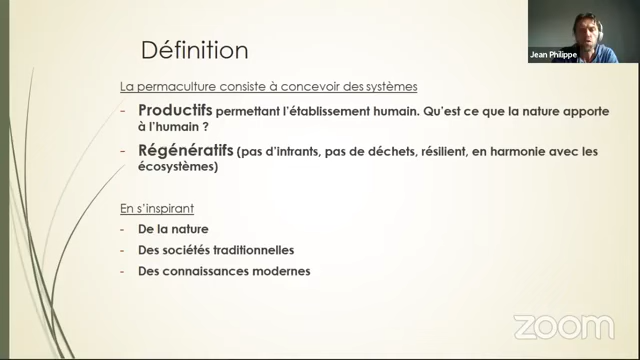 Définition
Jean Philippe
La permaculture consiste à concevoir des systèmes
- Productifs permettant l'établissement humain. Qu'est ce que la nature apporte
à l'humain ?
- Régénératifs (pas d'intrants, pas de déchets, résilient, en harmonie avec les
écosystèmes)
En s'inspirant
- De la nature
- Des sociétés traditionnelles
- Des connaissances modernes
zoom